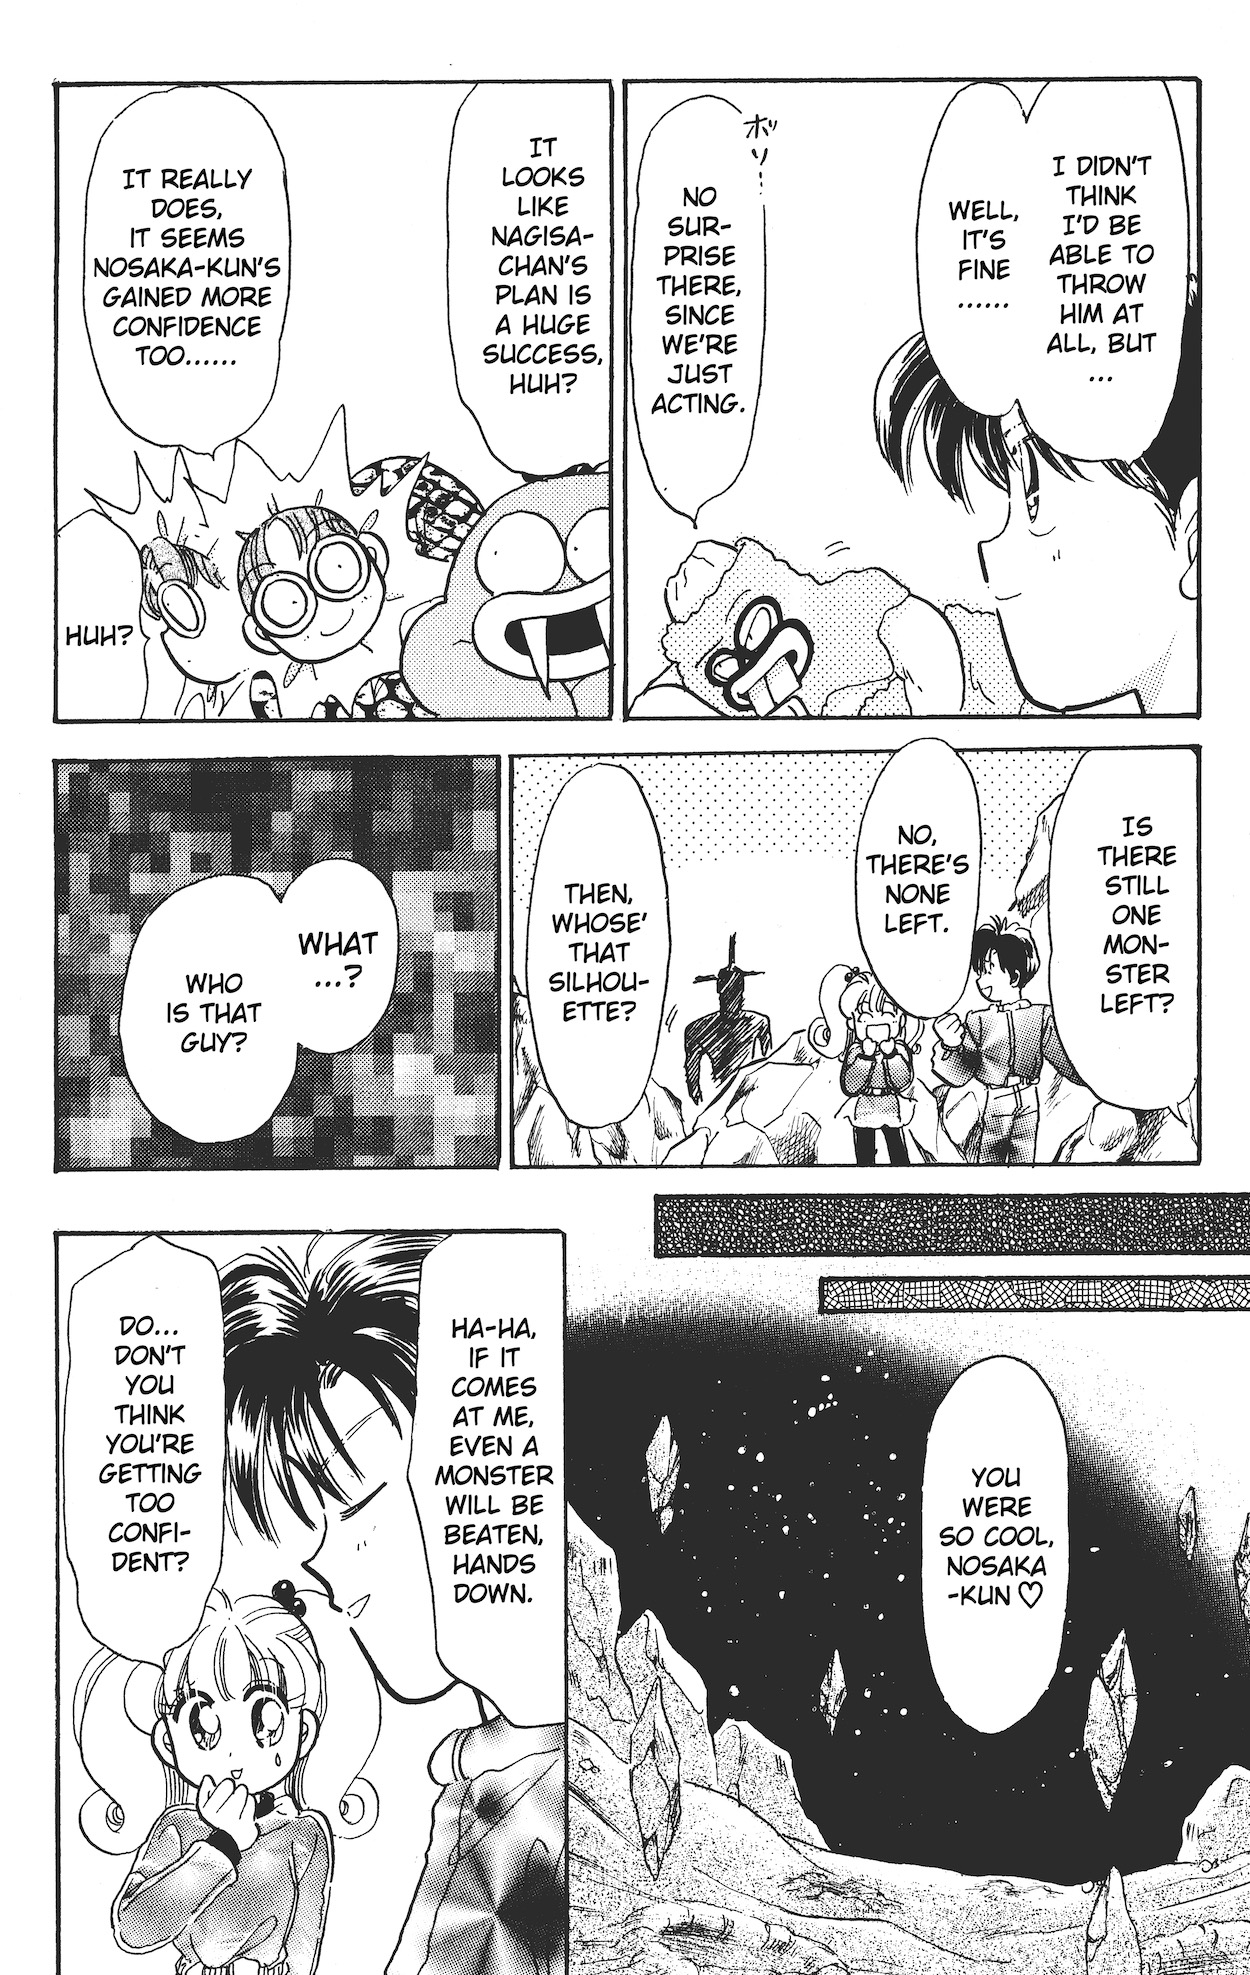 I DIDN'T
THINK
I'D BE
ABLE TO
THROW
HIM AT
ALL, BUT
...
WELL,
IT'S
FINE
......
ボソ...
NO
SUR-
PRISE
THERE,
SINCE
WE'RE
JUST
ACTING.
IT
LOOKS
LIKE
NAGISA-
CHAN'S
PLAN IS
A HUGE
SUCCESS,
HUH?
IT REALLY
DOES,
IT SEEMS
NOSAKA-KUN'S
GAINED MORE
CONFIDENCE
TOO......
HUH?
IS
THERE
STILL
ONE
MON-
STER
LEFT?
NO,
THERE'S
NONE
LEFT.
THEN,
WHOSE'
THAT
SILHOU-
ETTE?
WHAT
...?
WHO
IS THAT
GUY?
YOU
WERE
SO COOL,
NOSAKA
-KUN♡
HA-HA,
IF IT
COMES
AT ME,
EVEN A
MONSTER
WILL BE
BEATEN,
HANDS
DOWN.
DO...
DON'T
YOU
THINK
YOU'RE
GETTING
TOO
CONFI-
DENT?